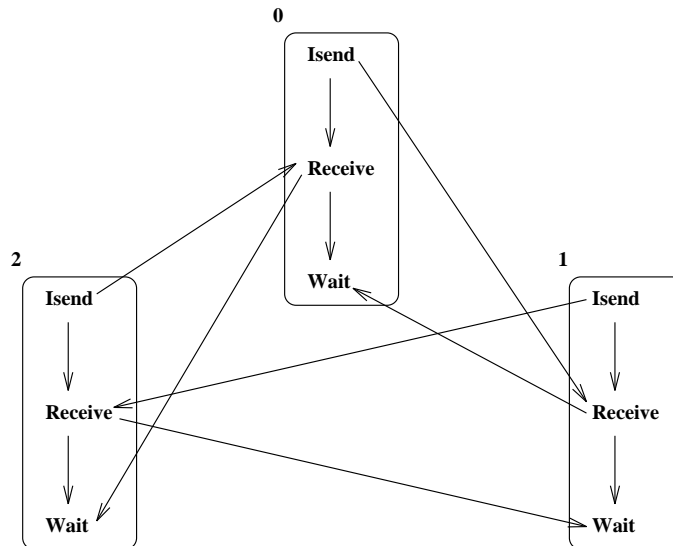 0
Isend
Receive
Wait
2
Isend
Receive
Wait
1
Isend
Receive
Wait